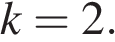 k = 2.